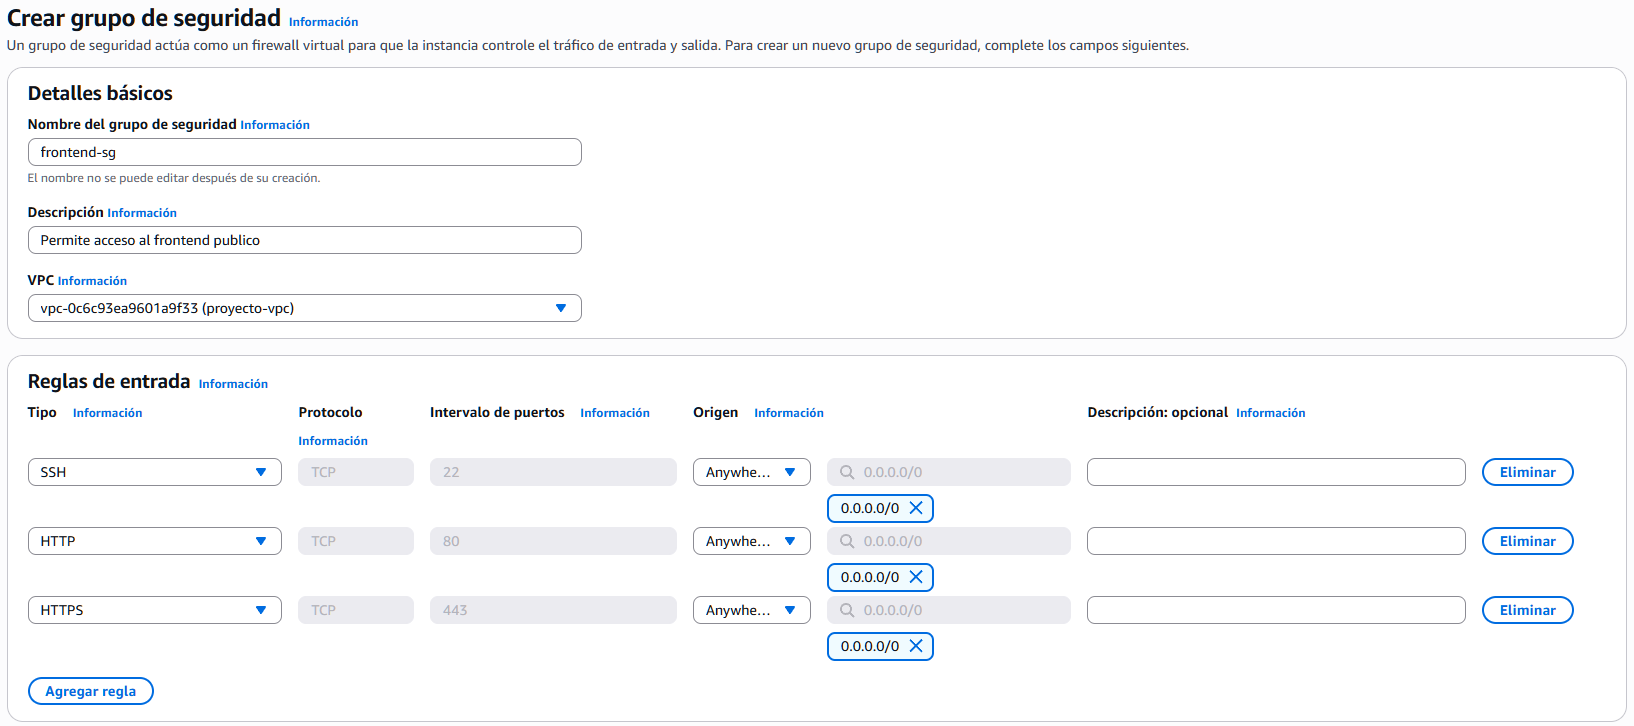 Crear grupo de seguridad Información
Un grupo de seguridad actúa como un firewall virtual para que la instancia controle el tráfico de entrada y salida. Para crear un nuevo grupo de seguridad, complete los campos siguientes.
Detalles básicos
Nombre del grupo de seguridad Información
frontend-sg
El nombre no se puede editar después de su creación.
Descripción Información
Permite acceso al frontend publico
VPC Información
vpc-0c6c93ea9601a9f33 (proyecto-vpc)
Reglas de entrada Información
Tipo Información Protocolo Intervalo de puertos Información Origen Información Descripción: opcional Información
Información
SSH TCP 22 Anywhe... 0.0.0.0/0 Eliminar
0.0.0.0/0
HTTP TCP 80 Anywhe... 0.0.0.0/0 Eliminar
0.0.0.0/0
HTTPS TCP 443 Anywhe... 0.0.0.0/0 Eliminar
0.0.0.0/0
Agregar regla